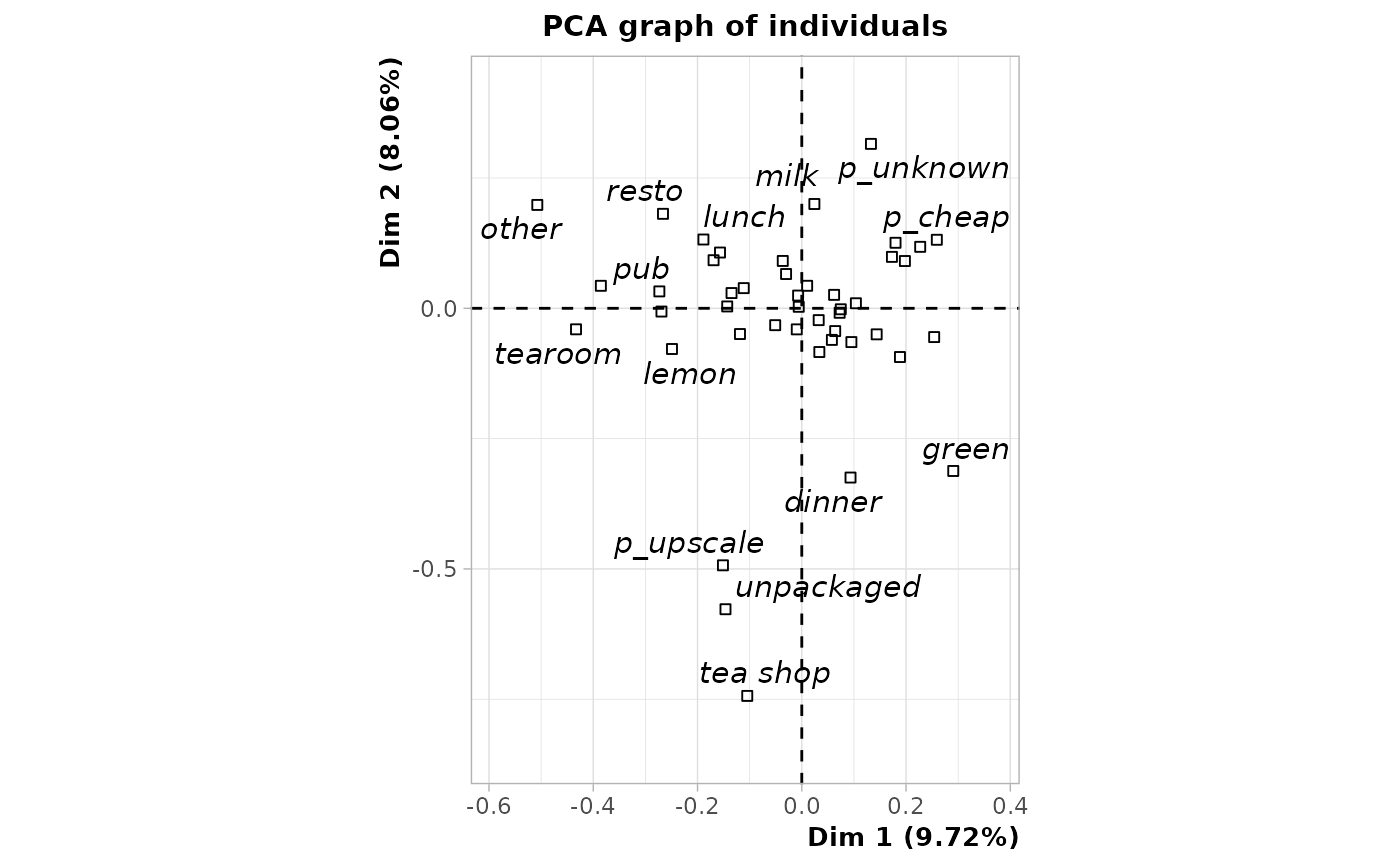 PCA graph of individuals
Dim 2 (8.06%)
p_unknown
milk
resto
lunch
p_cheap
other
pub
0.0
tearoom
lemon
green
dinner
p_upscale
-0.5
unpackaged
tea shop
-0.6 -0.4 -0.2 0.0 0.2 0.4
Dim 1 (9.72%)